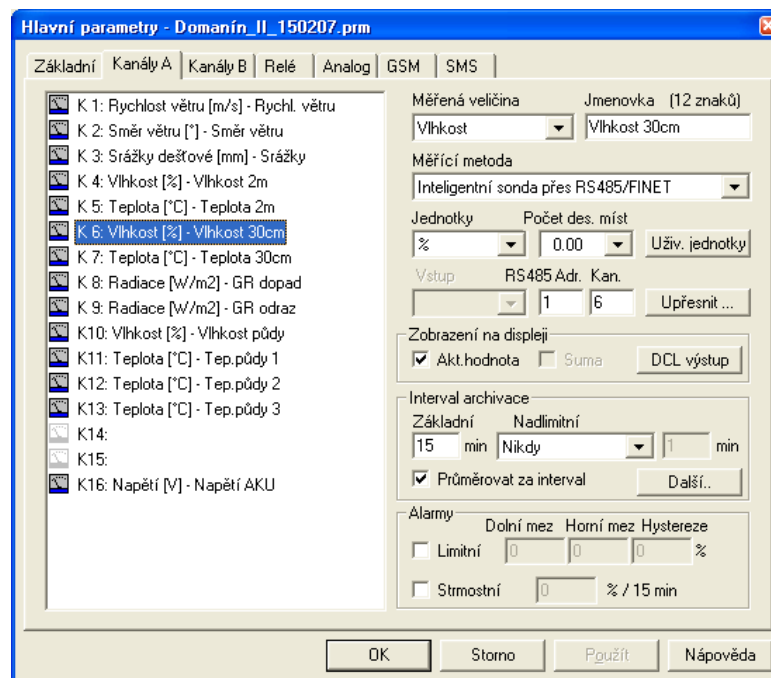 Hlavní parametry - Domanín_II_150207.prm
Základní Kanály A Kanály B Relé Analog GSM SMS
K 1: Rychlost větru [m/s] - Rychl. větru
K 2: Směr větru [°] - Směr větru
K 3: Srážky dešťové [mm] - Srážky
K 4: Vlhkost [%] - Vlhkost 2m
K 5: Teplota [°C] - Teplota 2m
K 6: Vlhkost [%] - Vlhkost 30cm
K 7: Teplota [°C] - Teplota 30cm
K 8: Radiace [W/m2] - GR dopad
K 9: Radiace [W/m2] - GR odraz
K10: Vlhkost [%] - Vlhkost půdy
K11: Teplota [°C] - Tep.půdy 1
K12: Teplota [°C] - Tep.půdy 2
K13: Teplota [°C] - Tep.půdy 3
K14:
K15:
K16: Napětí [V] - Napětí AKU
Měřená veličina Jmenovka (12 znaků)
Vlhkost Vlhkost 30cm
Měřící metoda
Inteligentní sonda přes RS485/FINET
Jednotky Počet des. míst
% 0.00 Uživ. jednotky
Vstup RS485 Adr. Kan.
1 6 Upřesnit ...
Zobrazení na displeji
Akt.hodnota Suma DCL výstup
Interval archivace
Základní Nadlimitní
15 min Nikdy 1 min
Průměrovat za interval Další..
Alarmy
Dolní mez Horní mez Hystereze
Limitní 0 0 0 %
Strmostní 0 % / 15 min
OK Storno Použít Nápověda